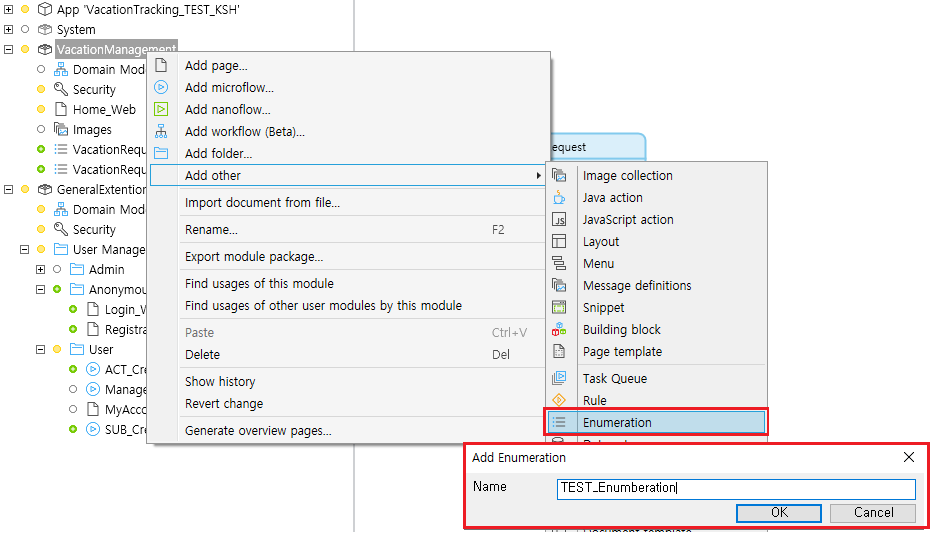 App 'VacationTracking_TEST_KSH'
System
VacationManagement
Domain Mod
Security
Home_Web
Images
VacationRequ
VacationRequ
GeneralExtention
Domain Mod
Security
User Manage
Admin
Anonymou
Login_W
Registra
User
ACT_Cre
Manage
MyAcco
SUB_Cre
Add page...
Add microflow...
Add nanoflow...
Add workflow (Beta)...
Add folder...
Add other
Import document from file...
Rename... F2
Export module package...
Find usages of this module
Find usages of other user modules by this module
Paste Ctrl+V
Delete Del
Show history
Revert change
Generate overview pages...
equest
Image collection
Java action
JavaScript action
Layout
Menu
Message definitions
Snippet
Building block
Page template
Task Queue
Rule
Enumeration
Add Enumeration
Name TEST_Enumberation
OK Cancel